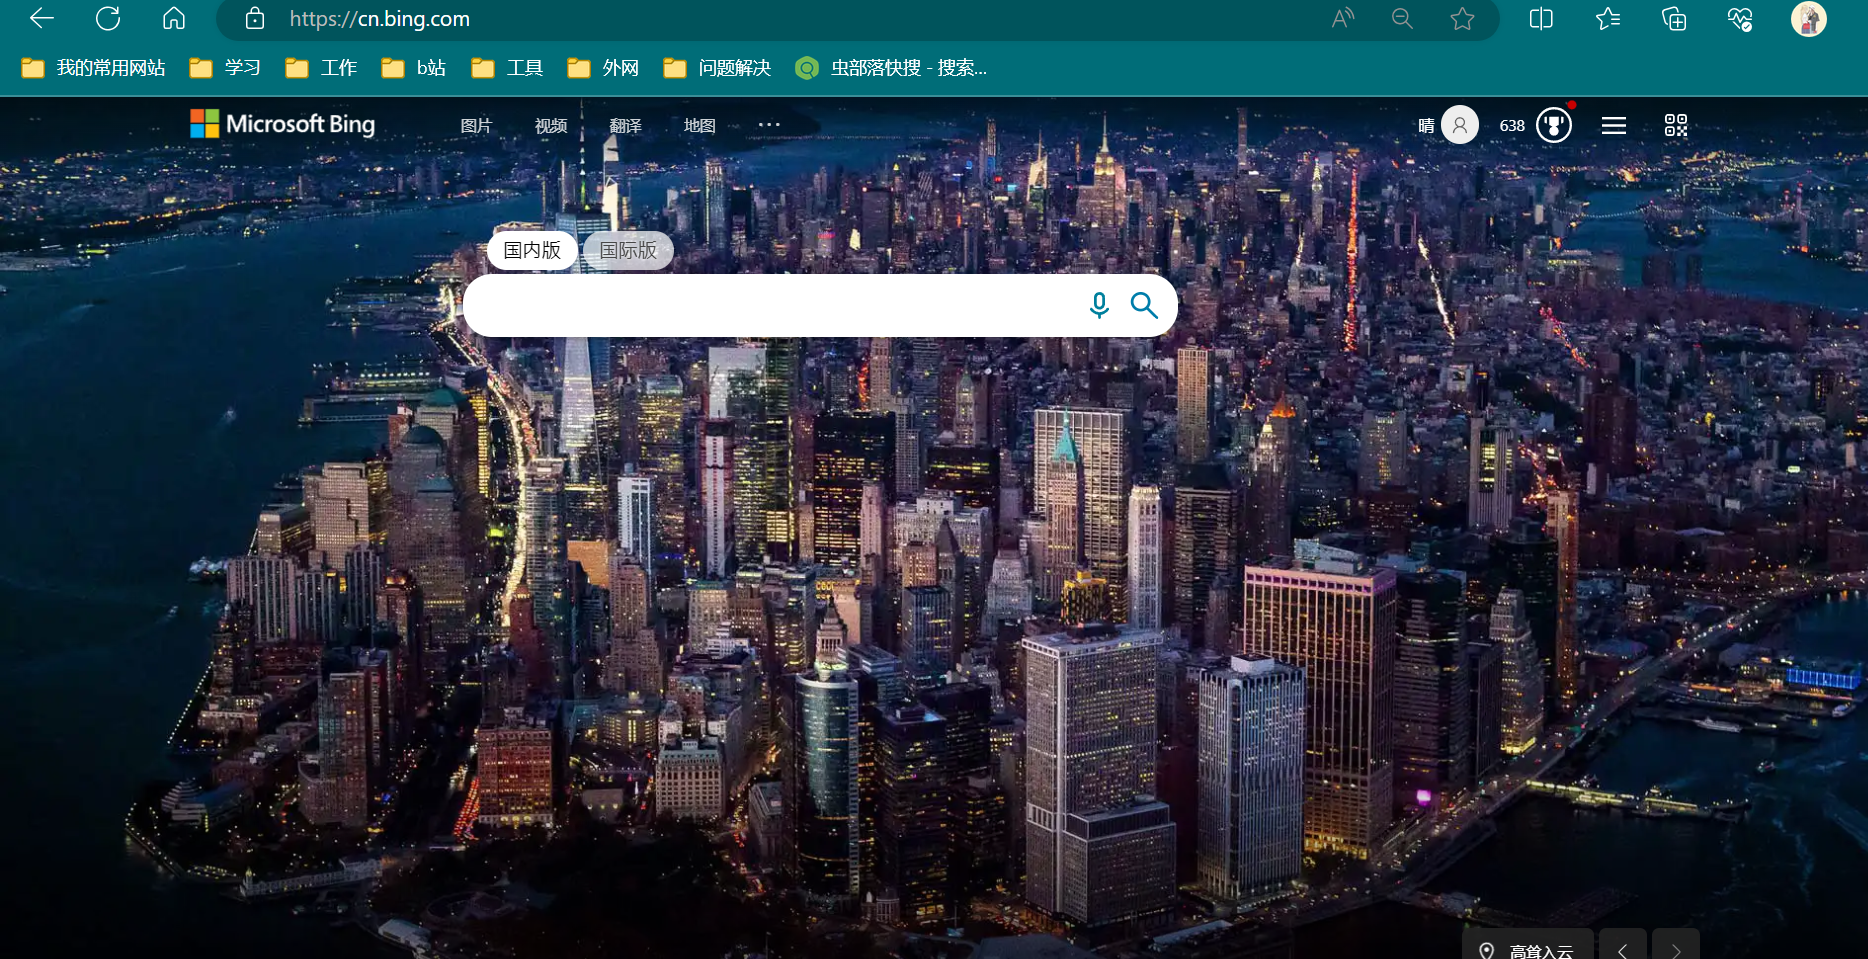 https://cn.bing.com
我的常用网站 学习 工作 b站 工具 外网 问题解决 虫部落快搜 - 搜索...
Microsoft Bing 图片 视频 翻译 地图 ... 晴 638
国内版 国际版
高耸入云